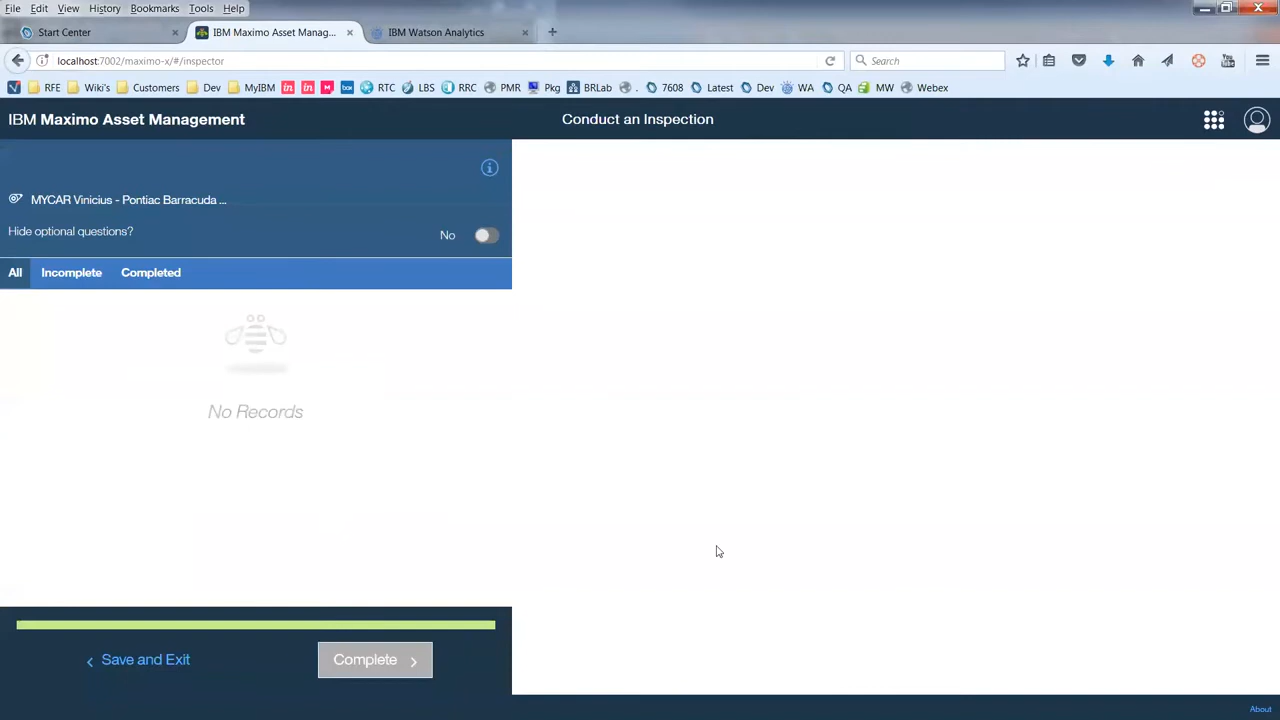 File Edit View History Bookmarks Tools Help
Start Center × IBM Maximo Asset Manag... × IBM Watson Analytics × +
localhost:7002/maximo-x/#/inspector Search
RFE Wiki's Customers Dev MyIBM RTC LBS RRC PMR Pkg BRLab . 7608 Latest Dev WA QA MW Webex
IBM Maximo Asset Management Conduct an Inspection
MYCAR Vinicius - Pontiac Barracuda ...
Hide optional questions? No
All Incomplete Completed
No Records
Save and Exit Complete
About